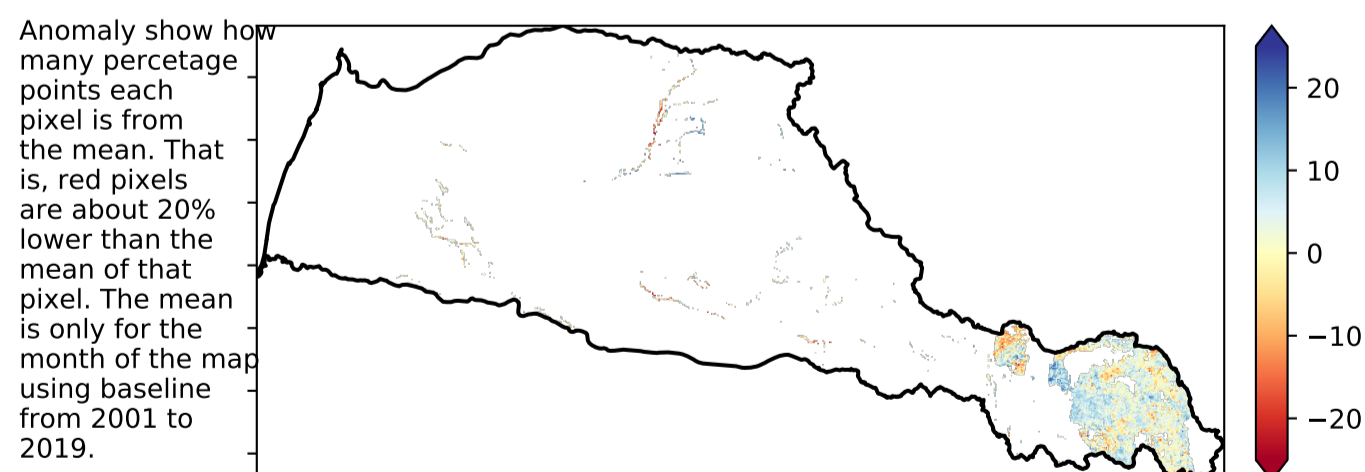 Anomaly show how
many percetage
points each
pixel is from
the mean. That
is, red pixels
are about 20%
lower than the
mean of that
pixel. The mean
is only for the
month of the map
using baseline
from 2001 to
2019.
20
10
0
−10
−20